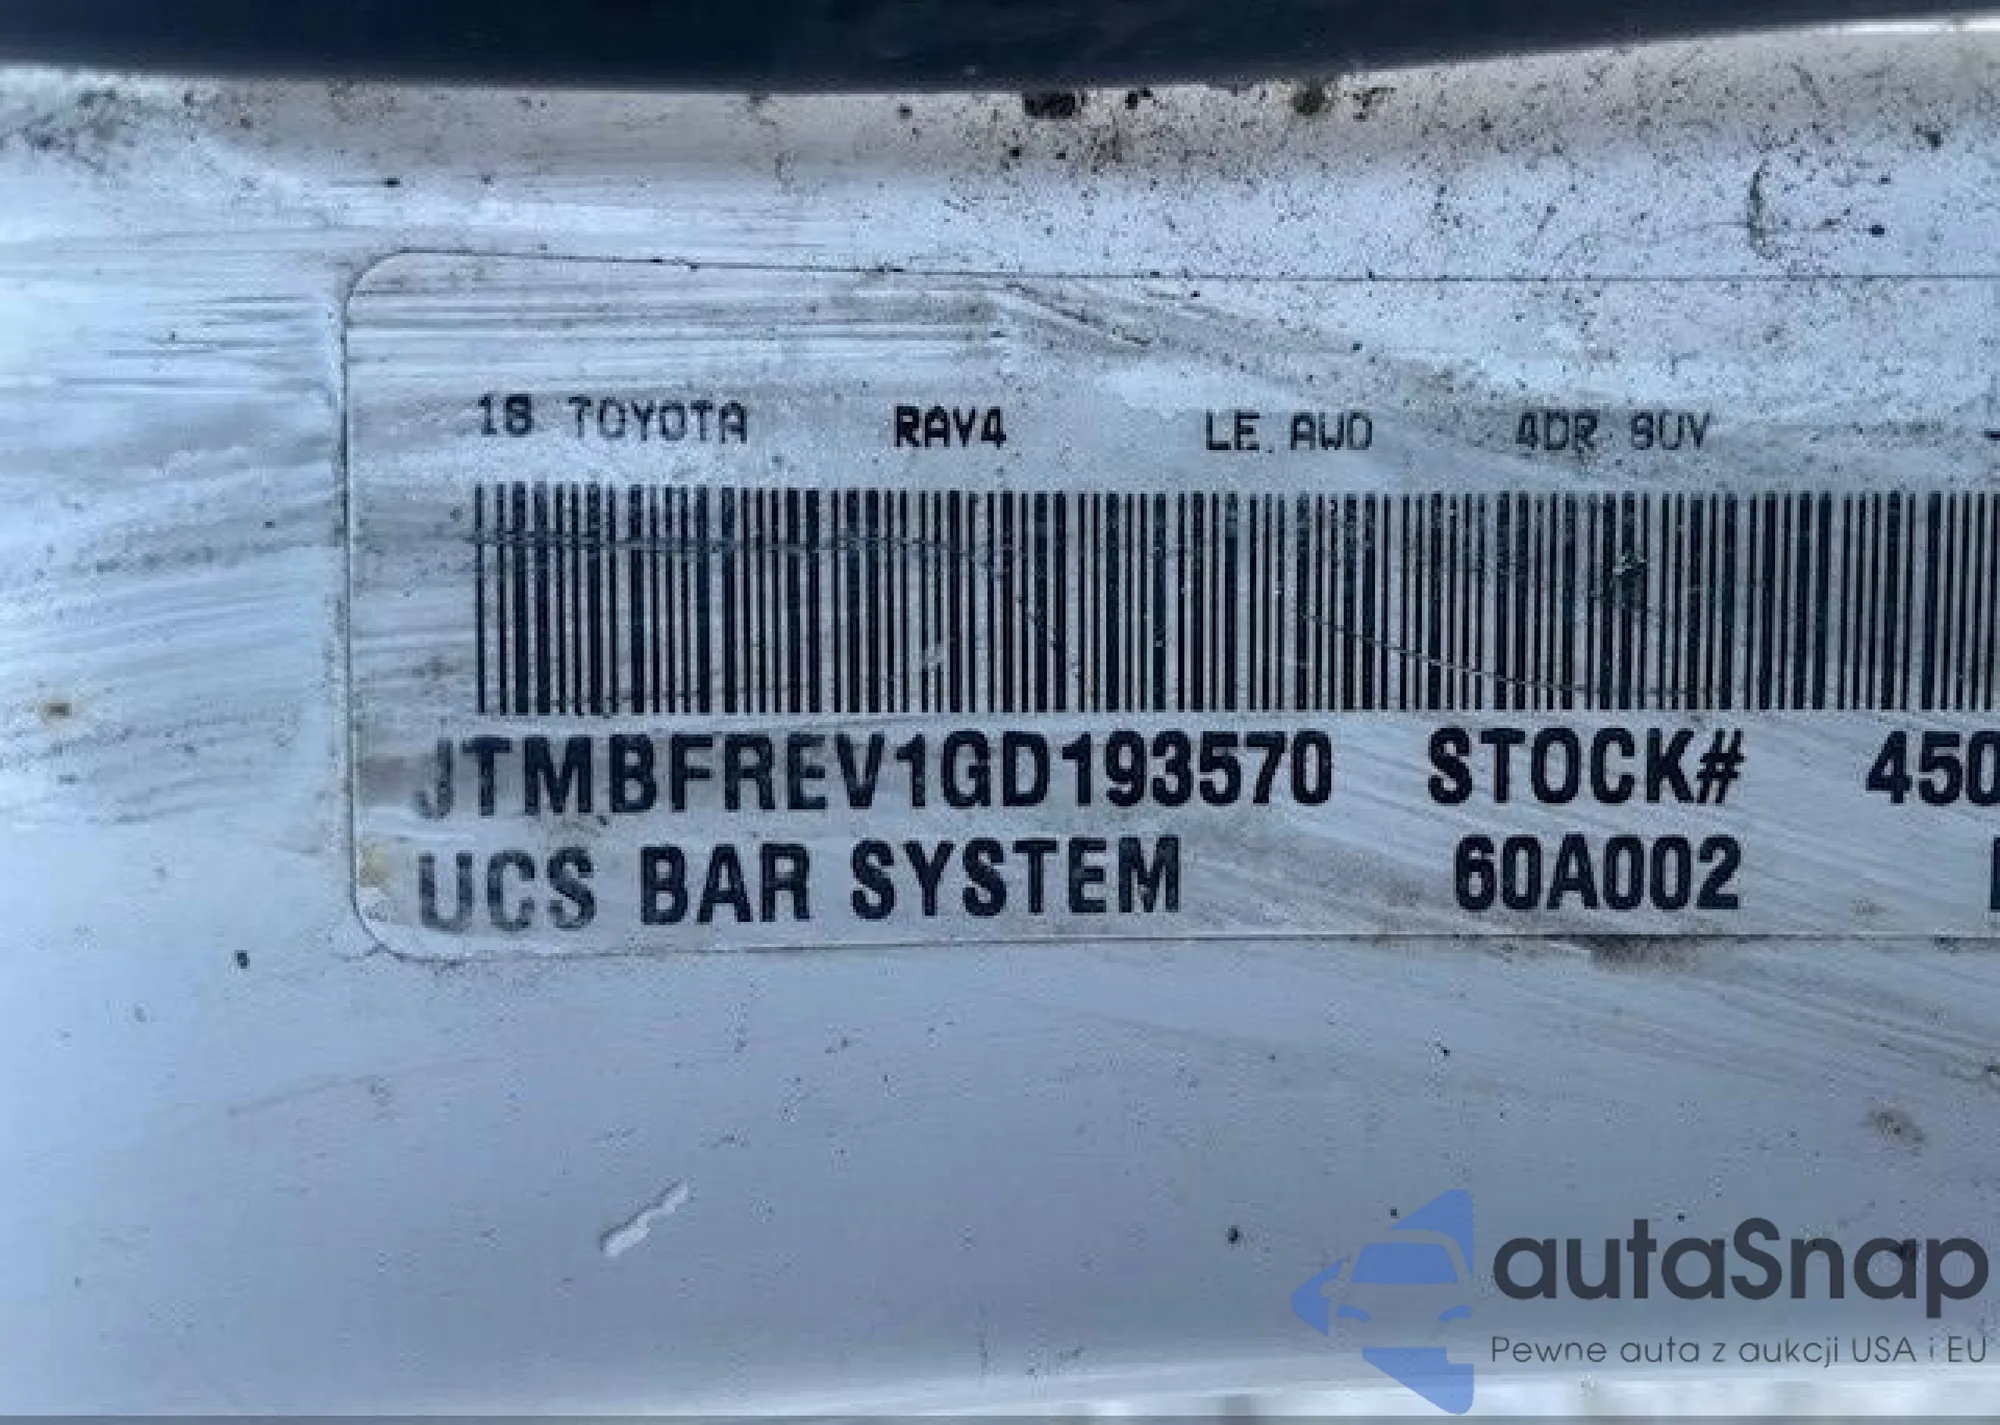 16 TOYOTA RAV4 LE AWD 4DR SUV
JTMBFREV1GD193570 STOCK# 450
UCS BAR SYSTEM 60A002
autaSnap
Pewne auta z aukcji USA i EU